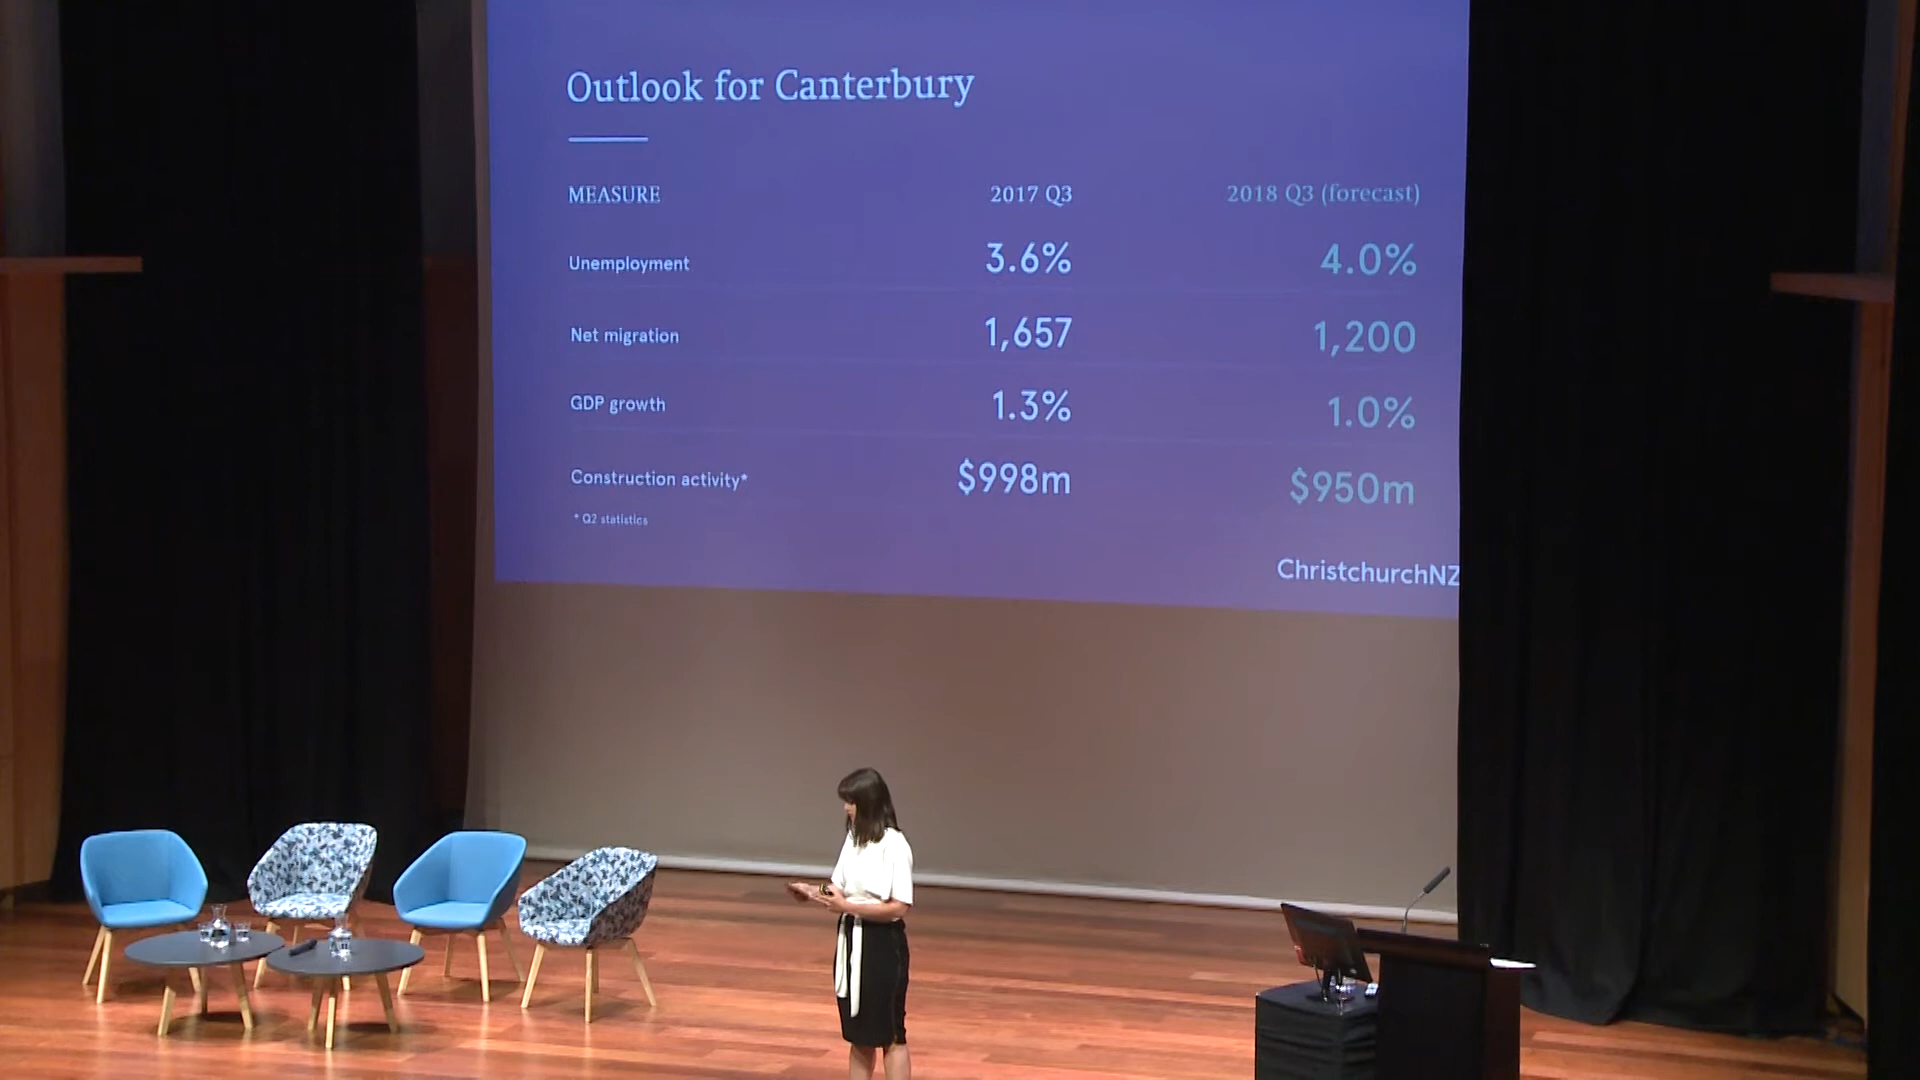 Outlook for Canterbury
MEASURE 2017 Q3 2018 Q3 (forecast)
Unemployment 3.6% 4.0%
Net migration 1,657 1,200
GDP growth 1.3% 1.0%
Construction activity* $998m $950m
* Q2 statistics
ChristchurchNZ